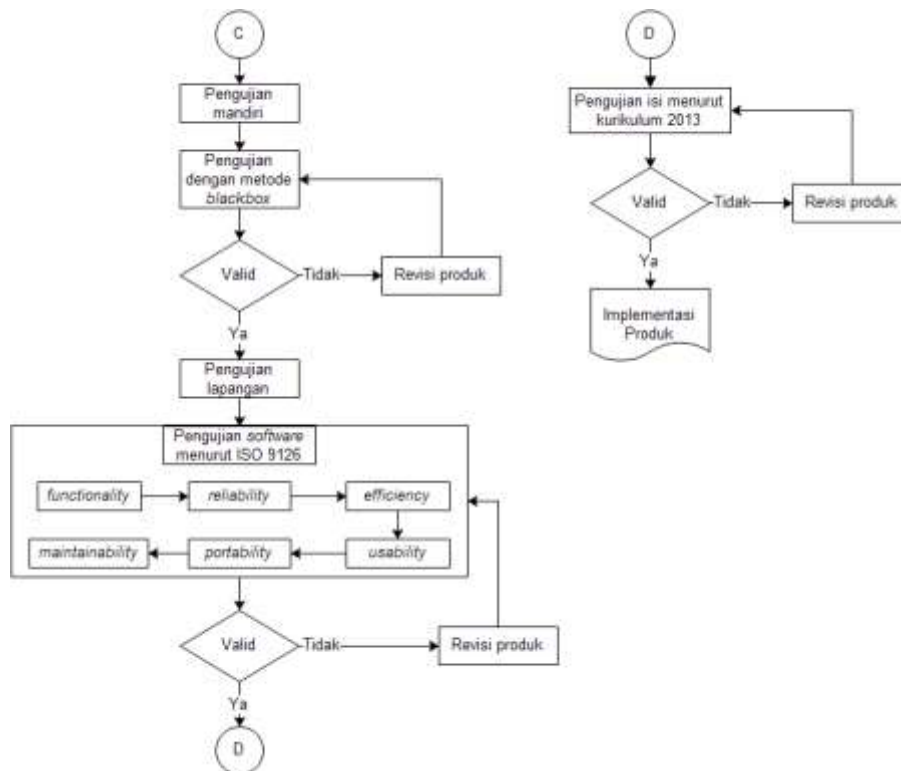 C
Pengujian
mandiri
Pengujian
dengan metode
blackbox
Valid
Tidak
Revisi produk
Ya
Pengujian
lapangan
Pengujian software
menurut ISO 9126
functionality
reliability
efficiency
maintainability
portability
usability
Valid
Tidak
Revisi produk
Ya
D
D
Pengujian isi menurut
kurikulum 2013
Valid
Tidak
Revisi produk
Ya
Implementasi
Produk